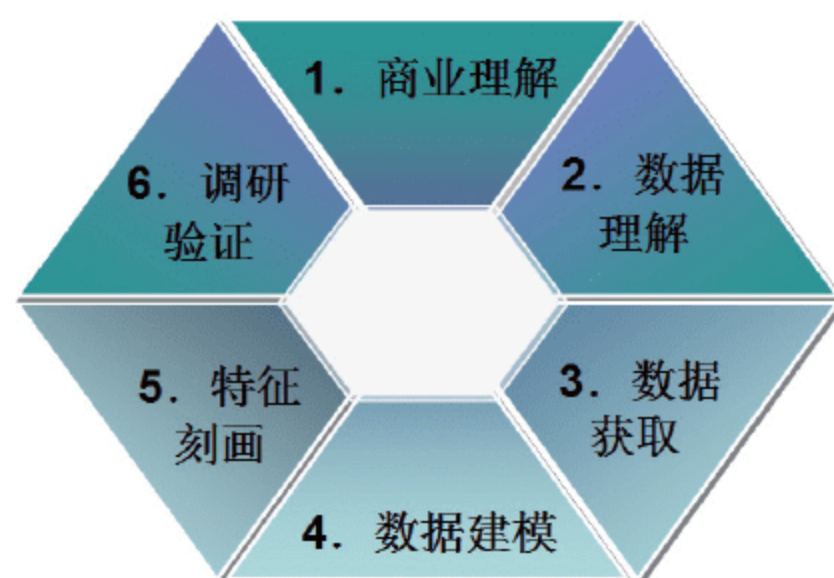 1. 商业理解
2. 数据
理解
3. 数据
获取
4. 数据建模
5. 特征
刻画
6. 调研
验证